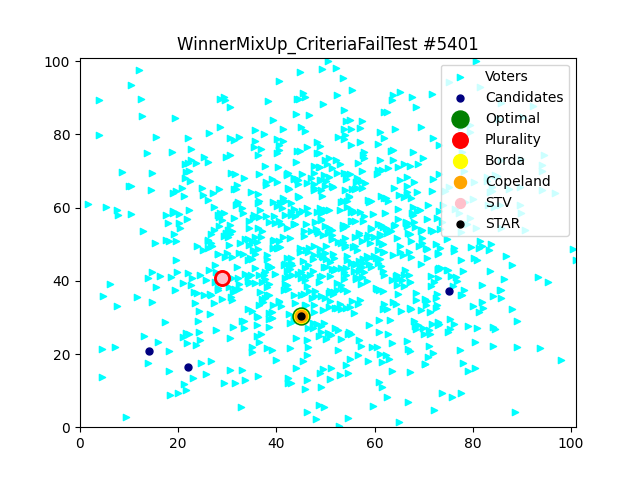 WinnerMixUp_CriteriaFailTest #5401
100
80
60
40
20
0
0 20 40 60 80 100
Voters
Candidates
Optimal
Plurality
Borda
Copeland
STV
STAR